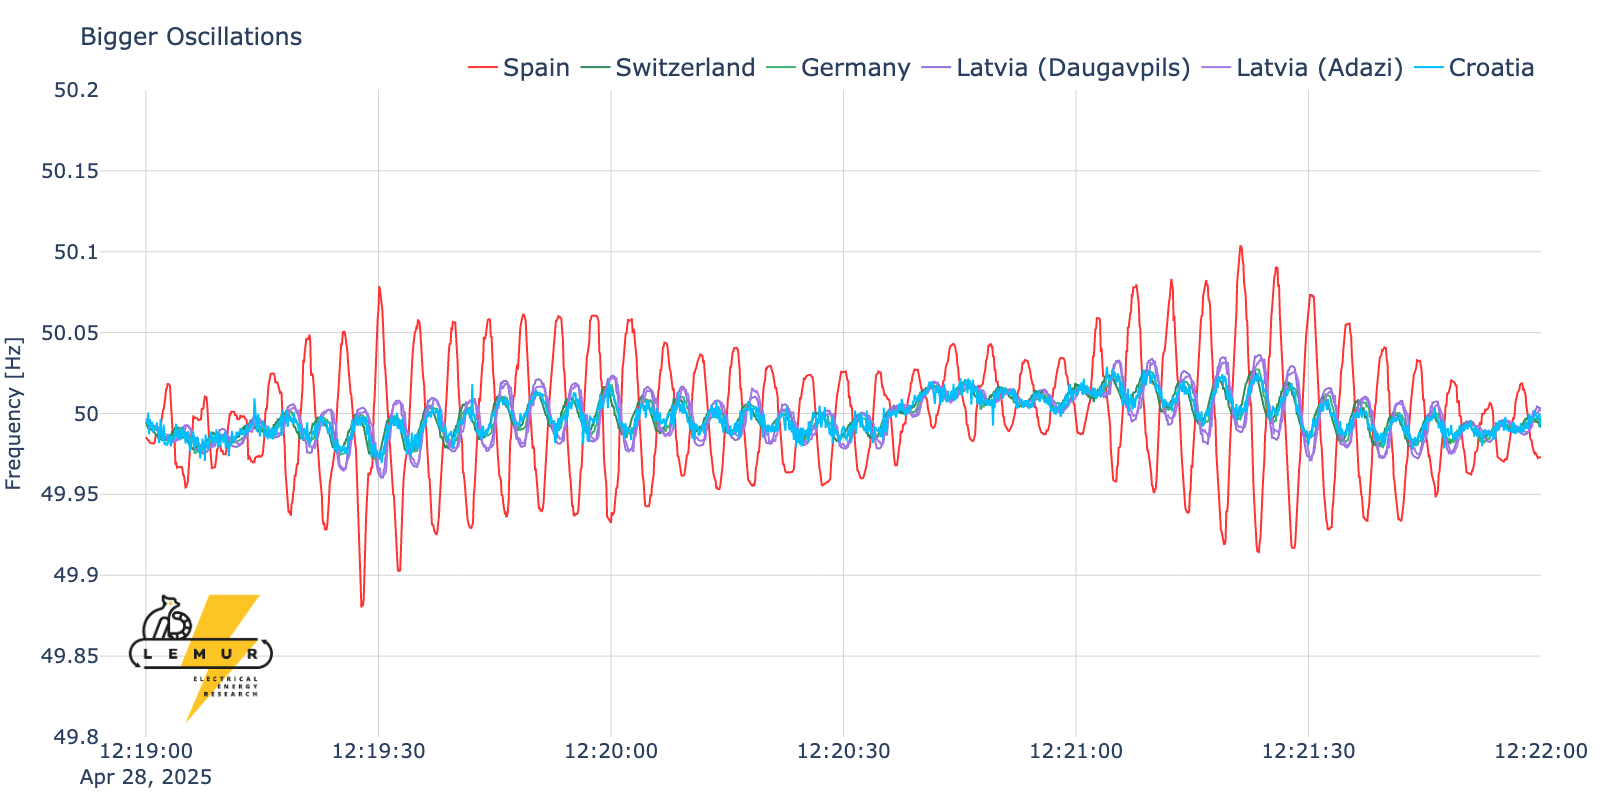 Bigger Oscillations
Spain Switzerland Germany Latvia (Daugavpils) Latvia (Adazi) Croatia
50.2
50.15
50.1
50.05
50
49.95
49.9
49.85
49.8
Frequency [Hz]
LEMUR
ELECTRICAL
ENERGY
RESEARCH
12:19:00 12:19:30 12:20:00 12:20:30 12:21:00 12:21:30 12:22:00
Apr 28, 2025